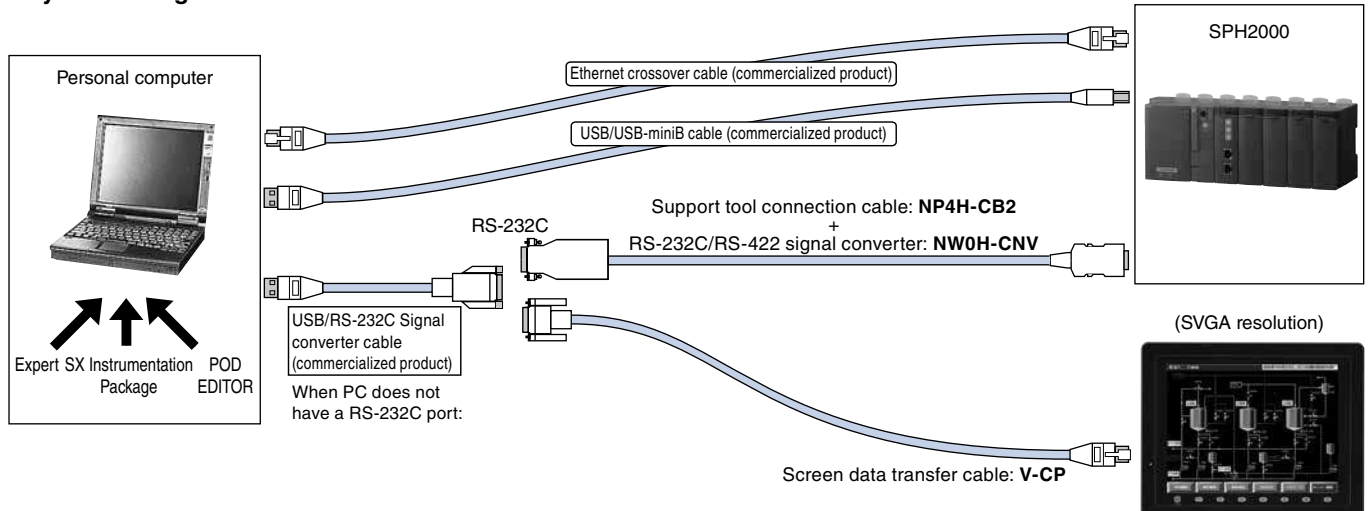 Personal computer
Expert SX
Instrumentation
Package
POD
EDITOR
Ethernet crossover cable (commercialized product)
USB/USB-miniB cable (commercialized product)
RS-232C
Support tool connection cable: NP4H-CB2
+
RS-232C/RS-422 signal converter: NW0H-CNV
USB/RS-232C Signal
converter cable
(commercialized product)
When PC does not
have a RS-232C port:
Screen data transfer cable: V-CP
SPH2000
(SVGA resolution)